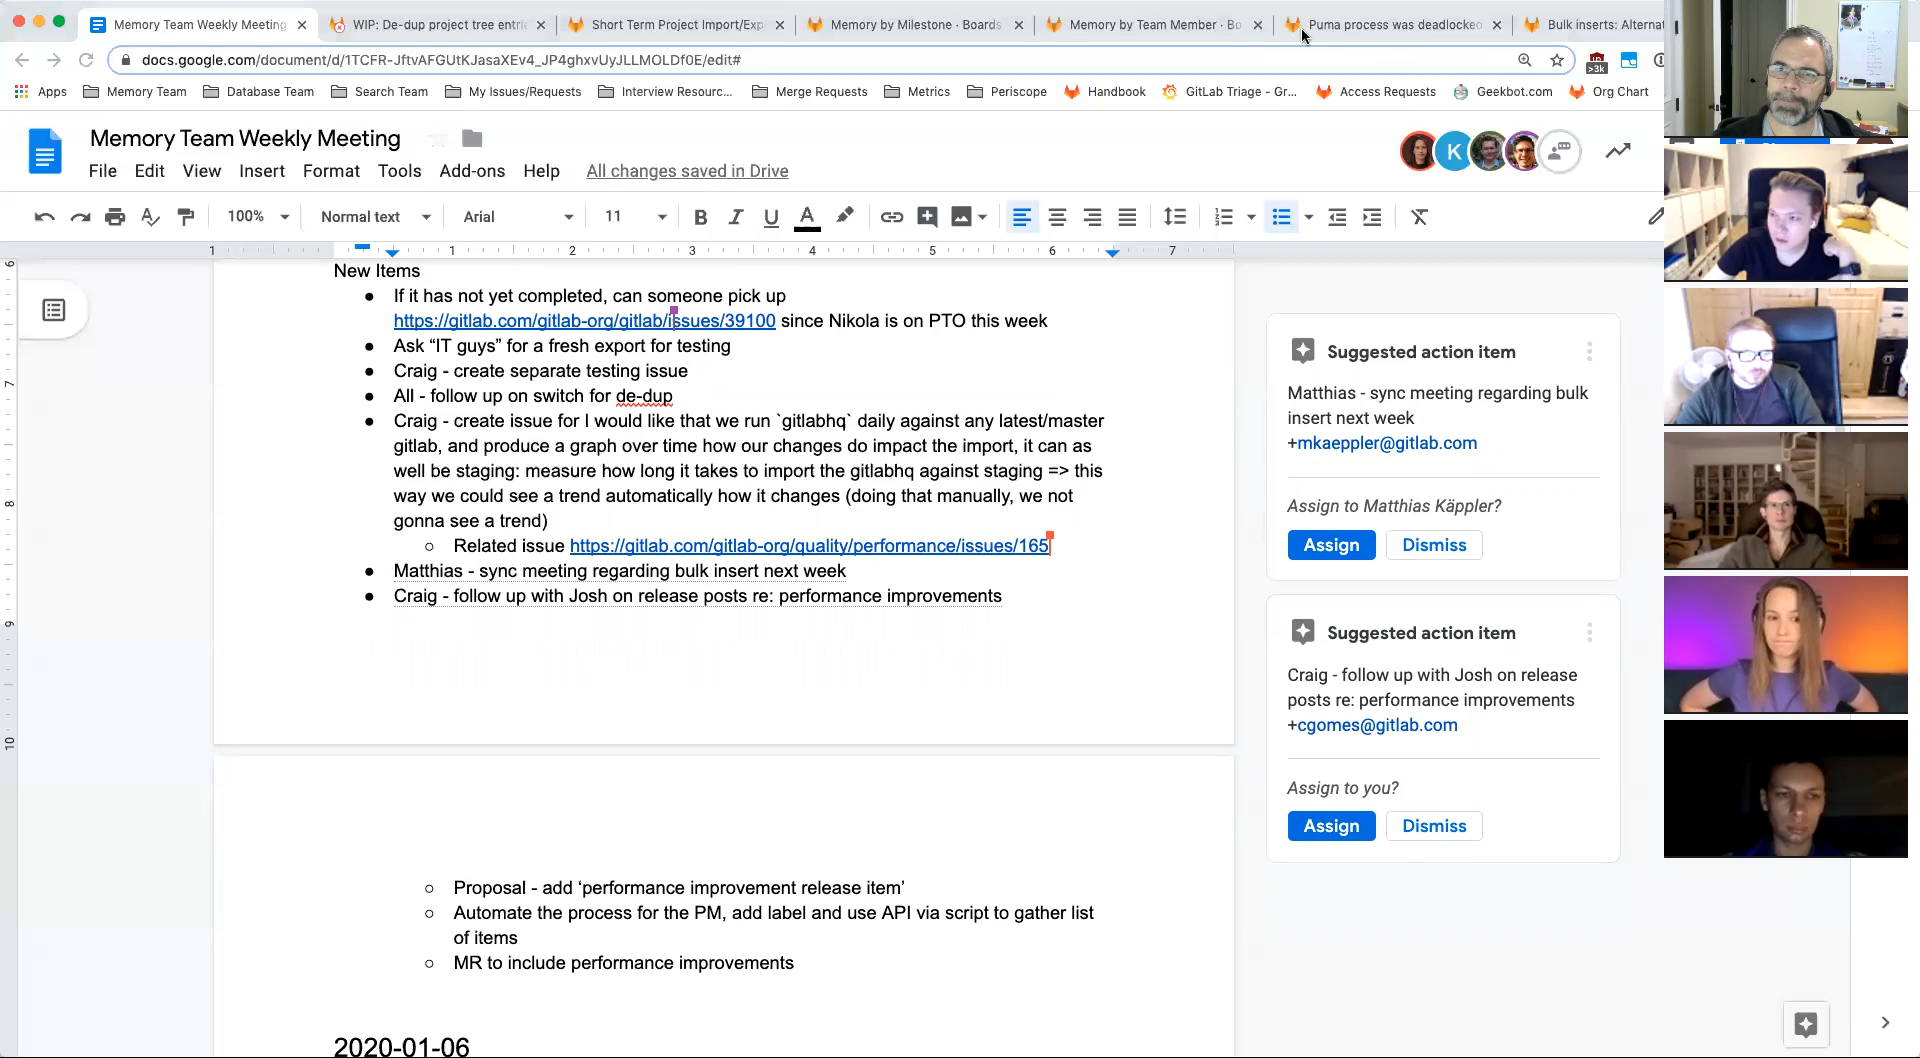 Memory Team Weekly Meeting
WIP: De-dup project tree entrie
Short Term Project Import/Exp
Memory by Milestone · Boards
Memory by Team Member · Bo
Puma process was deadlocked
Bulk inserts: Alternat
docs.google.com/document/d/1TCFR-JftvAFGUtKJasaXEv4_JP4ghxvUyJLLMOLDf0E/edit#
>3k
Apps
Memory Team
Database Team
Search Team
My Issues/Requests
Interview Resourc...
Merge Requests
Metrics
Periscope
Handbook
GitLab Triage - Gr...
Access Requests
Geekbot.com
Org Chart
Memory Team Weekly Meeting
K
File Edit View Insert Format Tools Add-ons Help All changes saved in Drive
100% Normal text Arial 11 B I U A
1 1 2 3 4 5 6 7
6
7
8
9
10
New Items
● If it has not yet completed, can someone pick up
https://gitlab.com/gitlab-org/gitlab/issues/39100 since Nikola is on PTO this week
● Ask “IT guys” for a fresh export for testing
● Craig - create separate testing issue
● All - follow up on switch for de-dup
● Craig - create issue for I would like that we run `gitlabhq` daily against any latest/master
gitlab, and produce a graph over time how our changes do impact the import, it can as
well be staging: measure how long it takes to import the gitlabhq against staging => this
way we could see a trend automatically how it changes (doing that manually, we not
gonna see a trend)
○ Related issue https://gitlab.com/gitlab-org/quality/performance/issues/165
● Matthias - sync meeting regarding bulk insert next week
● Craig - follow up with Josh on release posts re: performance improvements
○ Proposal - add ‘performance improvement release item’
○ Automate the process for the PM, add label and use API via script to gather list
of items
○ MR to include performance improvements
2020-01-06
Suggested action item
Matthias - sync meeting regarding bulk
insert next week
+mkaeppler@gitlab.com
Assign to Matthias Käppler?
Assign Dismiss
Suggested action item
Craig - follow up with Josh on release
posts re: performance improvements
+cgomes@gitlab.com
Assign to you?
Assign Dismiss